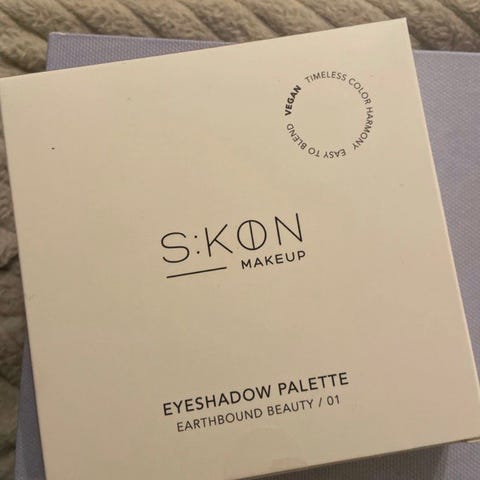 VEGAN TIMELESS COLOR HARMONY EASY TO BLEND
S:KON
MAKEUP
EYESHADOW PALETTE
EARTHBOUND BEAUTY / 01